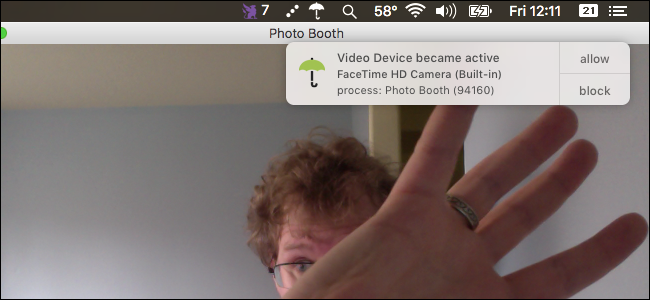 7 58° Fri 12:11 21
Photo Booth
Video Device became active
FaceTime HD Camera (Built-in)
process: Photo Booth (94160)
allow
block